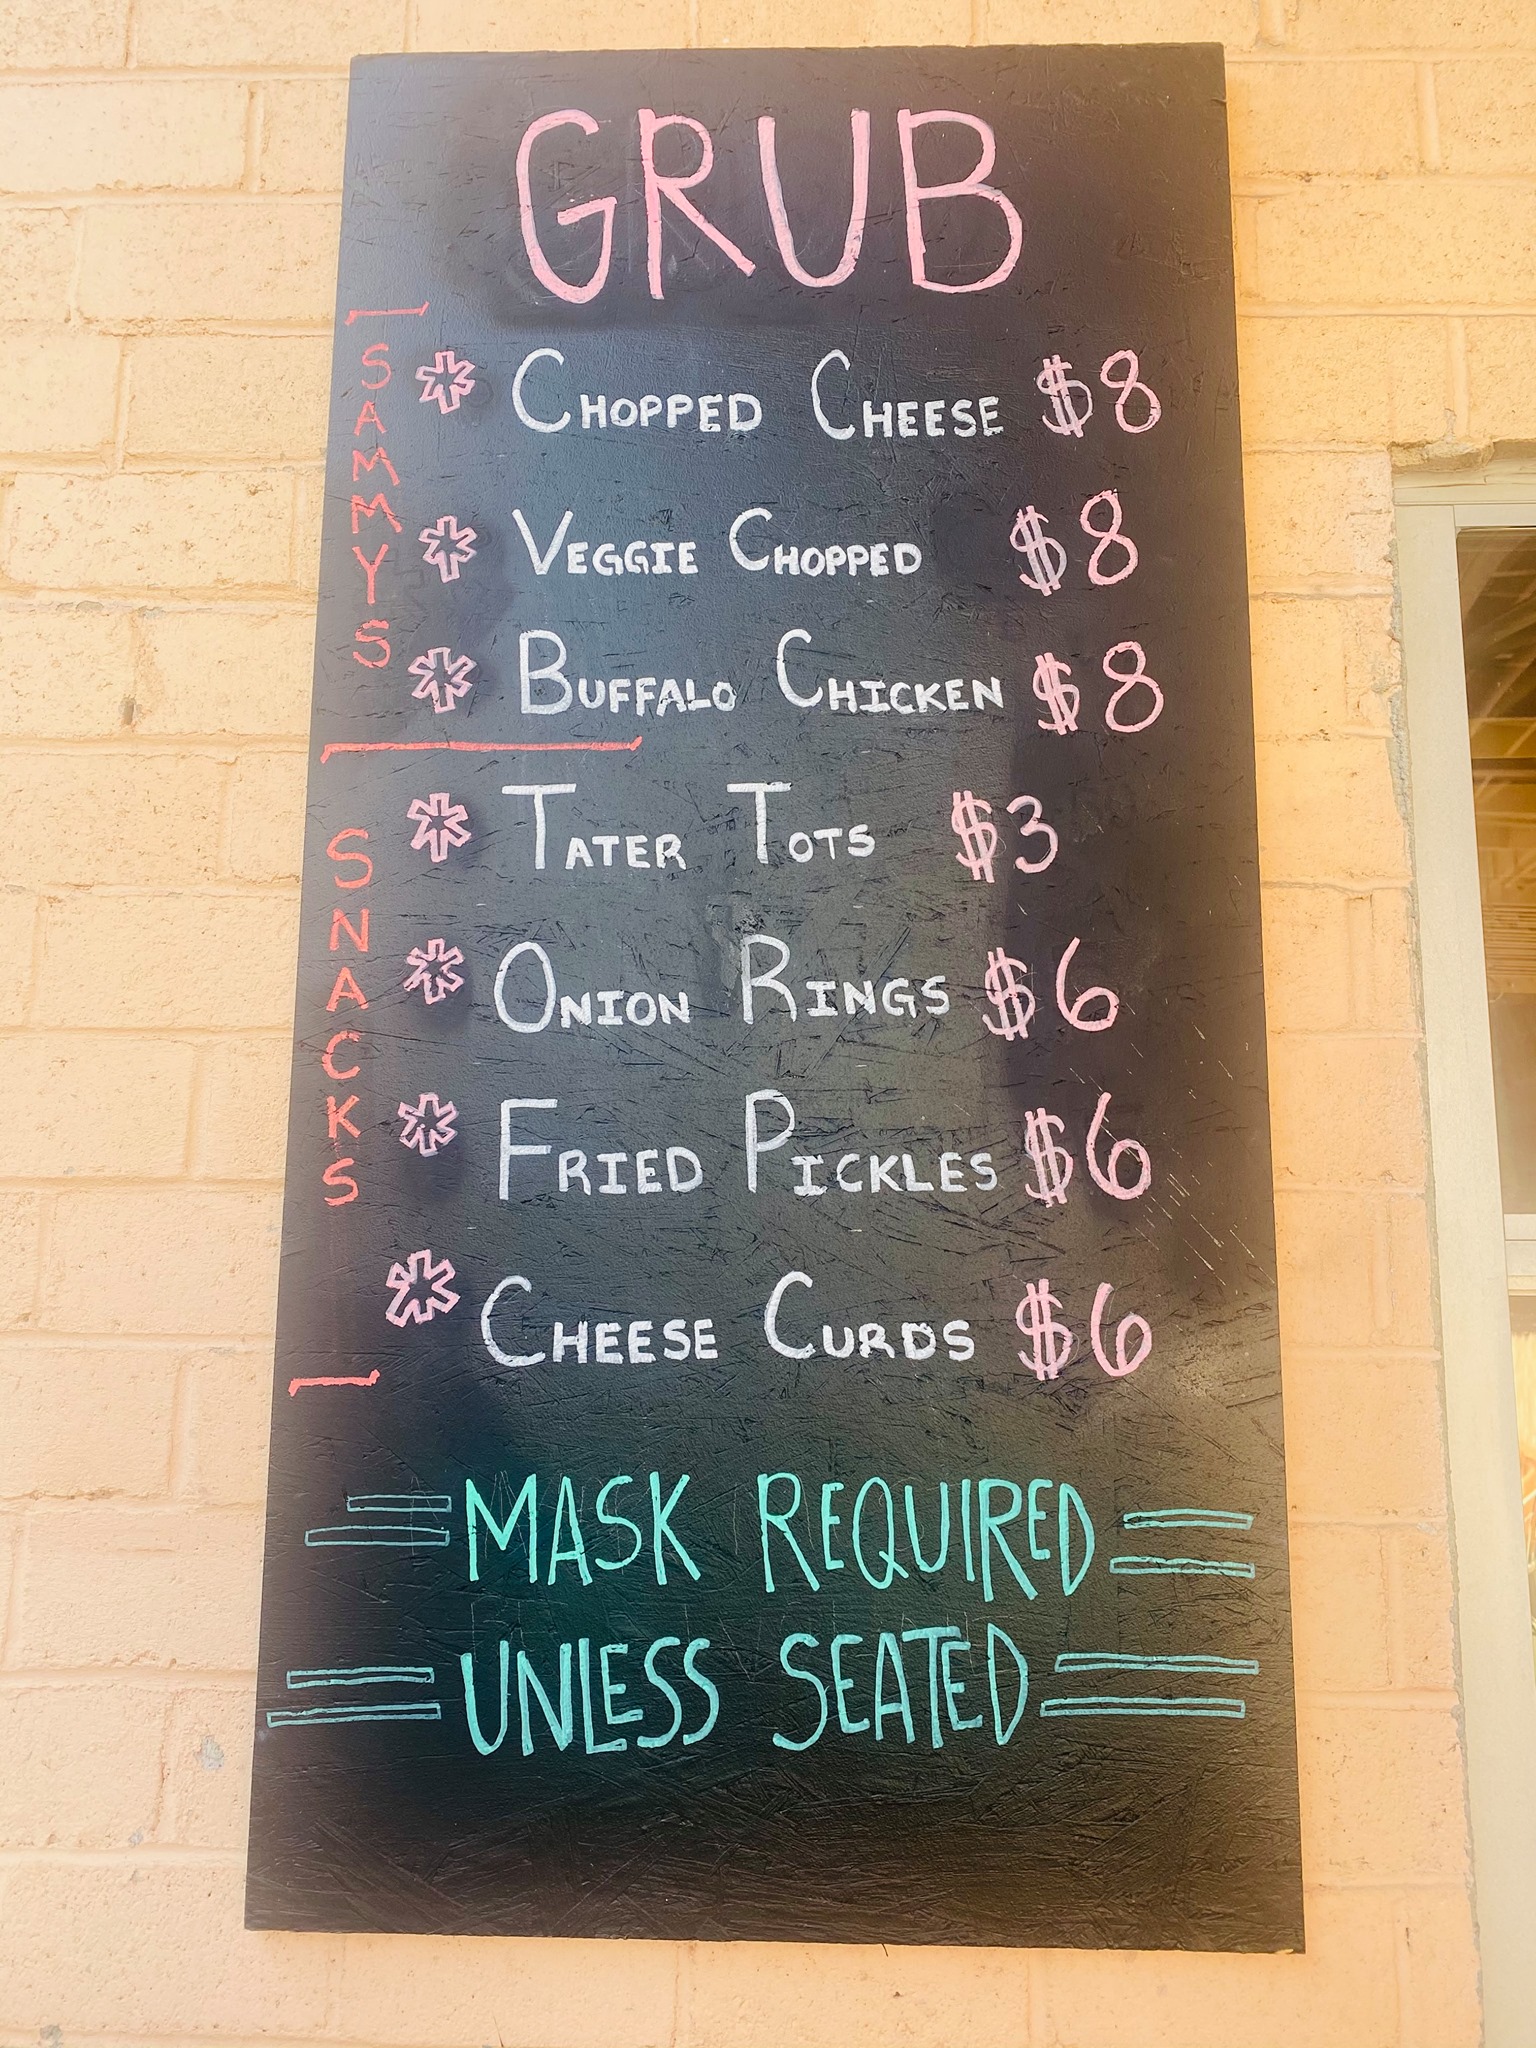 GRUB
SAMMYS
* CHOPPED CHEESE $8
* VEGGIE CHOPPED $8
* BUFFALO CHICKEN $8
SNACKS
* TATER TOTS $3
* ONION RINGS $6
* FRIED PICKLES $6
* CHEESE CURDS $6
MASK REQUIRED
UNLESS SEATED